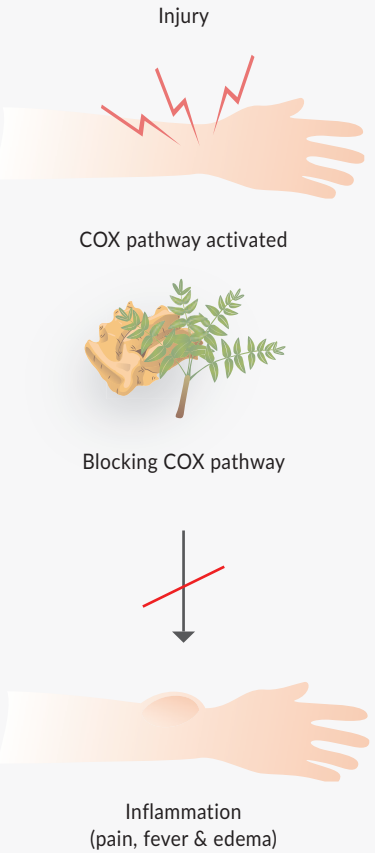 Injury
COX pathway activated
Blocking COX pathway
Inflammation
(pain, fever & edema)